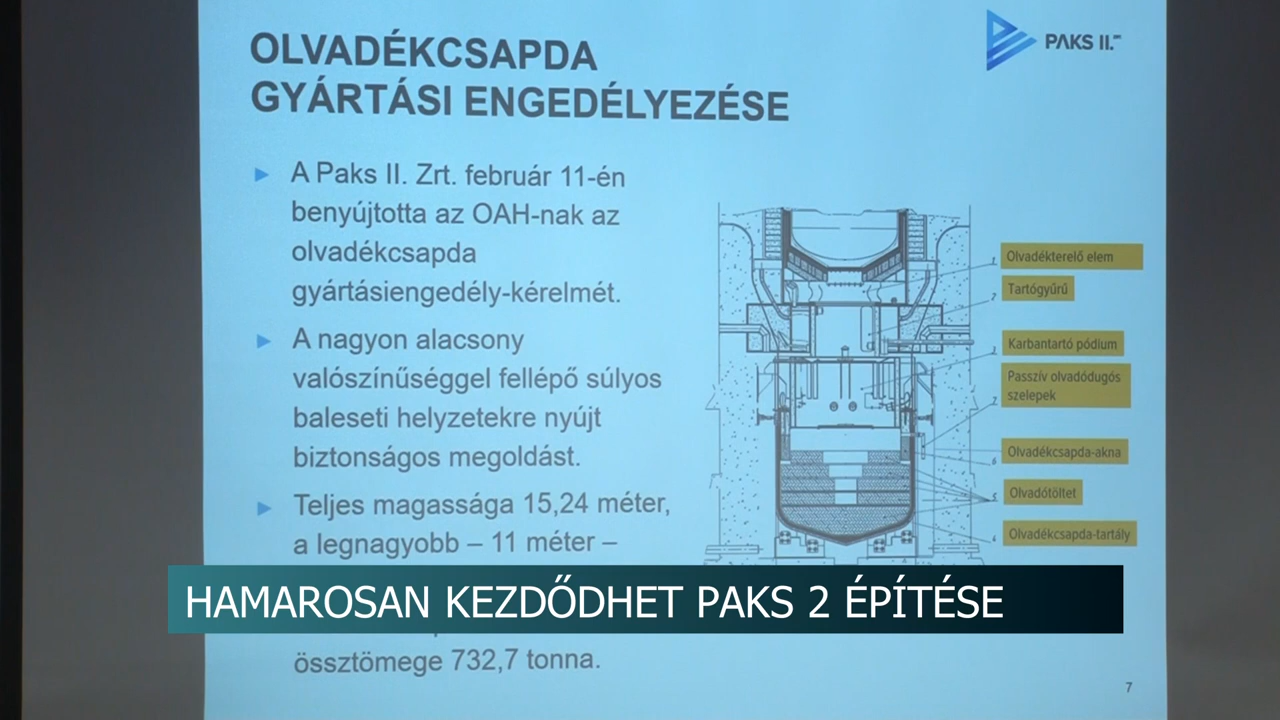 OLVADÉKCSAPDA
GYÁRTÁSI ENGEDÉLYEZÉSE
PAKS II.
A Paks II. Zrt. február 11-én
benyújtotta az OAH-nak az
olvadékcsapda
gyártásiengedély-kérelmét.
A nagyon alacsony
valószínűséggel fellépő súlyos
baleseti helyzetekre nyújt
biztonságos megoldást.
Teljes magassága 15,24 méter,
a legnagyobb – 11 méter –
össztömege 732,7 tonna.
Olvadékterelő elem
Tartógyűrű
Karbantartó pódium
Passzív olvadódugós
szelepek
Olvadékcsapda-akna
Olvadótöltet
Olvadékcsapda-tartály
HAMAROSAN KEZDŐDHET PAKS 2 ÉPÍTÉSE
7